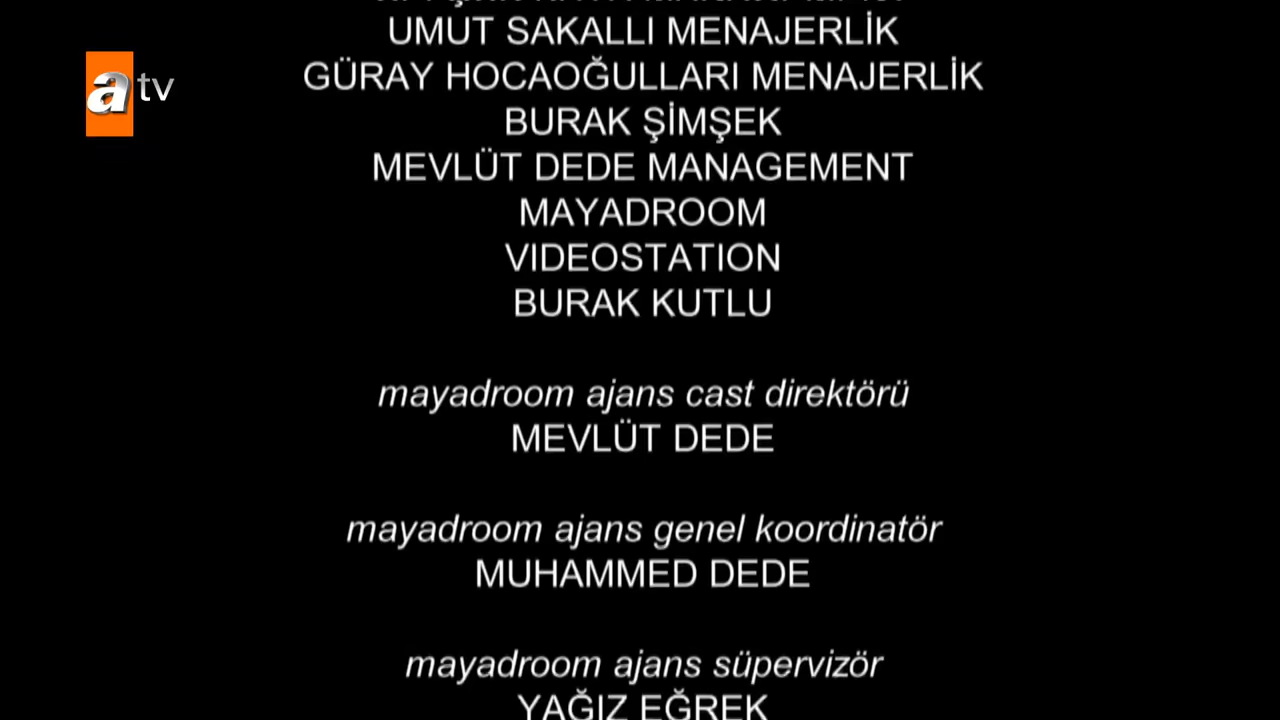 UMUT SAKALLI MENAJERLİK
GÜRAY HOCAOĞULLARI MENAJERLİK
BURAK ŞİMŞEK
MEVLÜT DEDE MANAGEMENT
MAYADROOM
VIDEOSTATION
BURAK KUTLU
mayadroom ajans cast direktörü
MEVLÜT DEDE
mayadroom ajans genel koordinatör
MUHAMMED DEDE
mayadroom ajans süpervizör
YAĞIZ EĞREK
atv